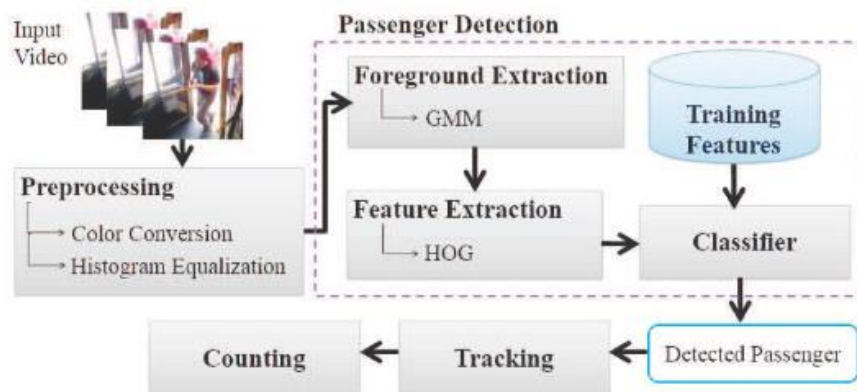 Input
Video
Passenger Detection
Foreground Extraction
GMM
Training
Features
Preprocessing
Color Conversion
Histogram Equalization
Feature Extraction
HOG
Classifier
Counting
Tracking
Detected Passenger